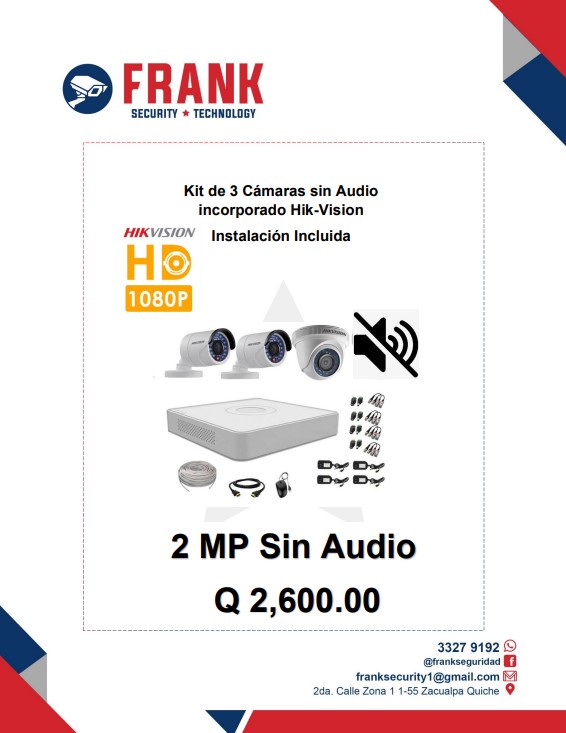 FRANK
SECURITY ★ TECHNOLOGY
Kit de 3 Cámaras sin Audio
incorporado Hik-Vision
Instalación Incluida
HIKVISION
HD
1080P
HIKVISION
2 MP Sin Audio
Q 2,600.00
3327 9192
@frankseguridad
franksecurity1@gmail.com
2da. Calle Zona 1 1-55 Zacualpa Quiche